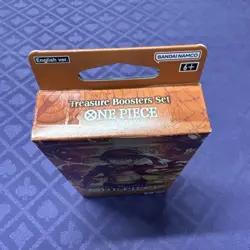 English ver.
BANDAI NAMCO
6+
Treasure Boosters Set
ONE PIECE